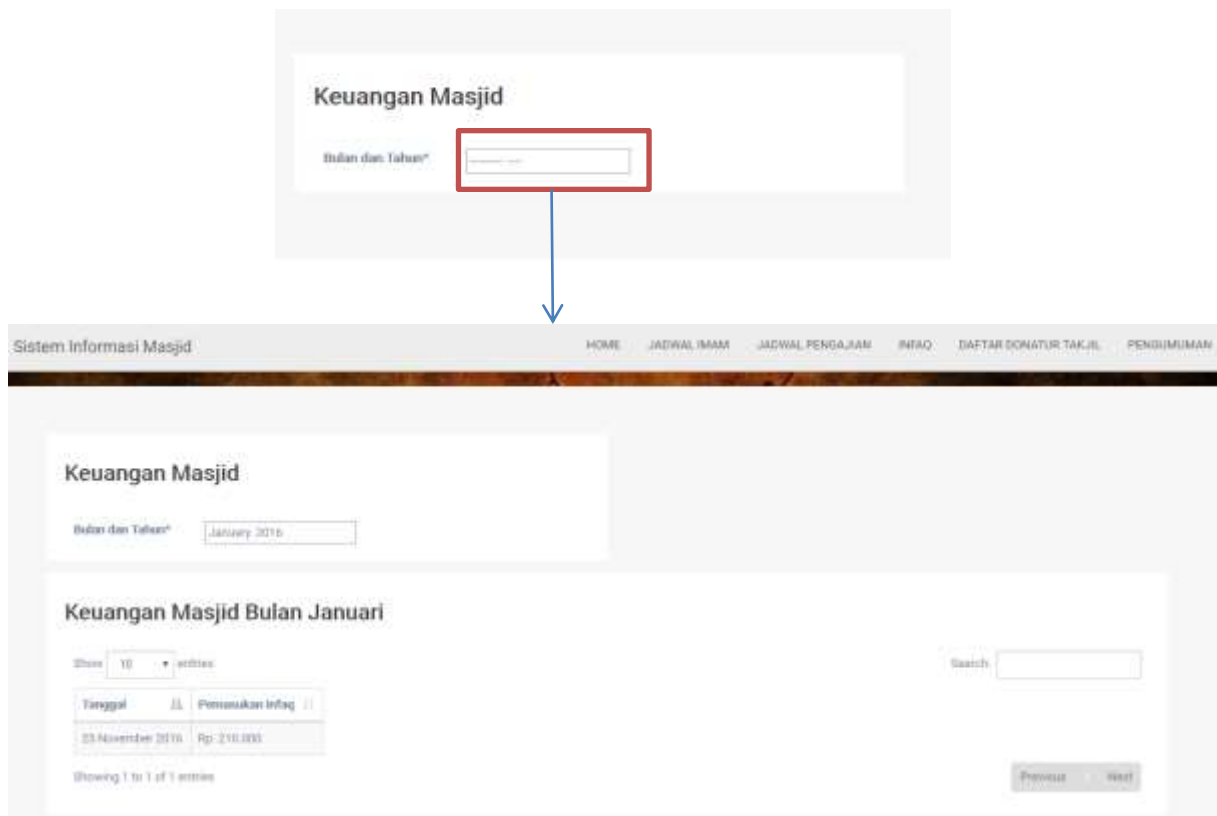 Keuangan Masjid
Bulan dan Tahun*
-------- ----
Sistem Informasi Masjid
HOME JADWAL IMAM JADWAL PENGAJIAN INFAQ DAFTAR DONATUR TAKJIL PENGUMUMAN
Keuangan Masjid
Bulan dan Tahun* January 2016
Keuangan Masjid Bulan Januari
Show 10 entries Search:
Tanggal Pemasukan Infaq
November 2016 Rp. 210.000
Showing 1 to 1 of 1 entries Previous Next